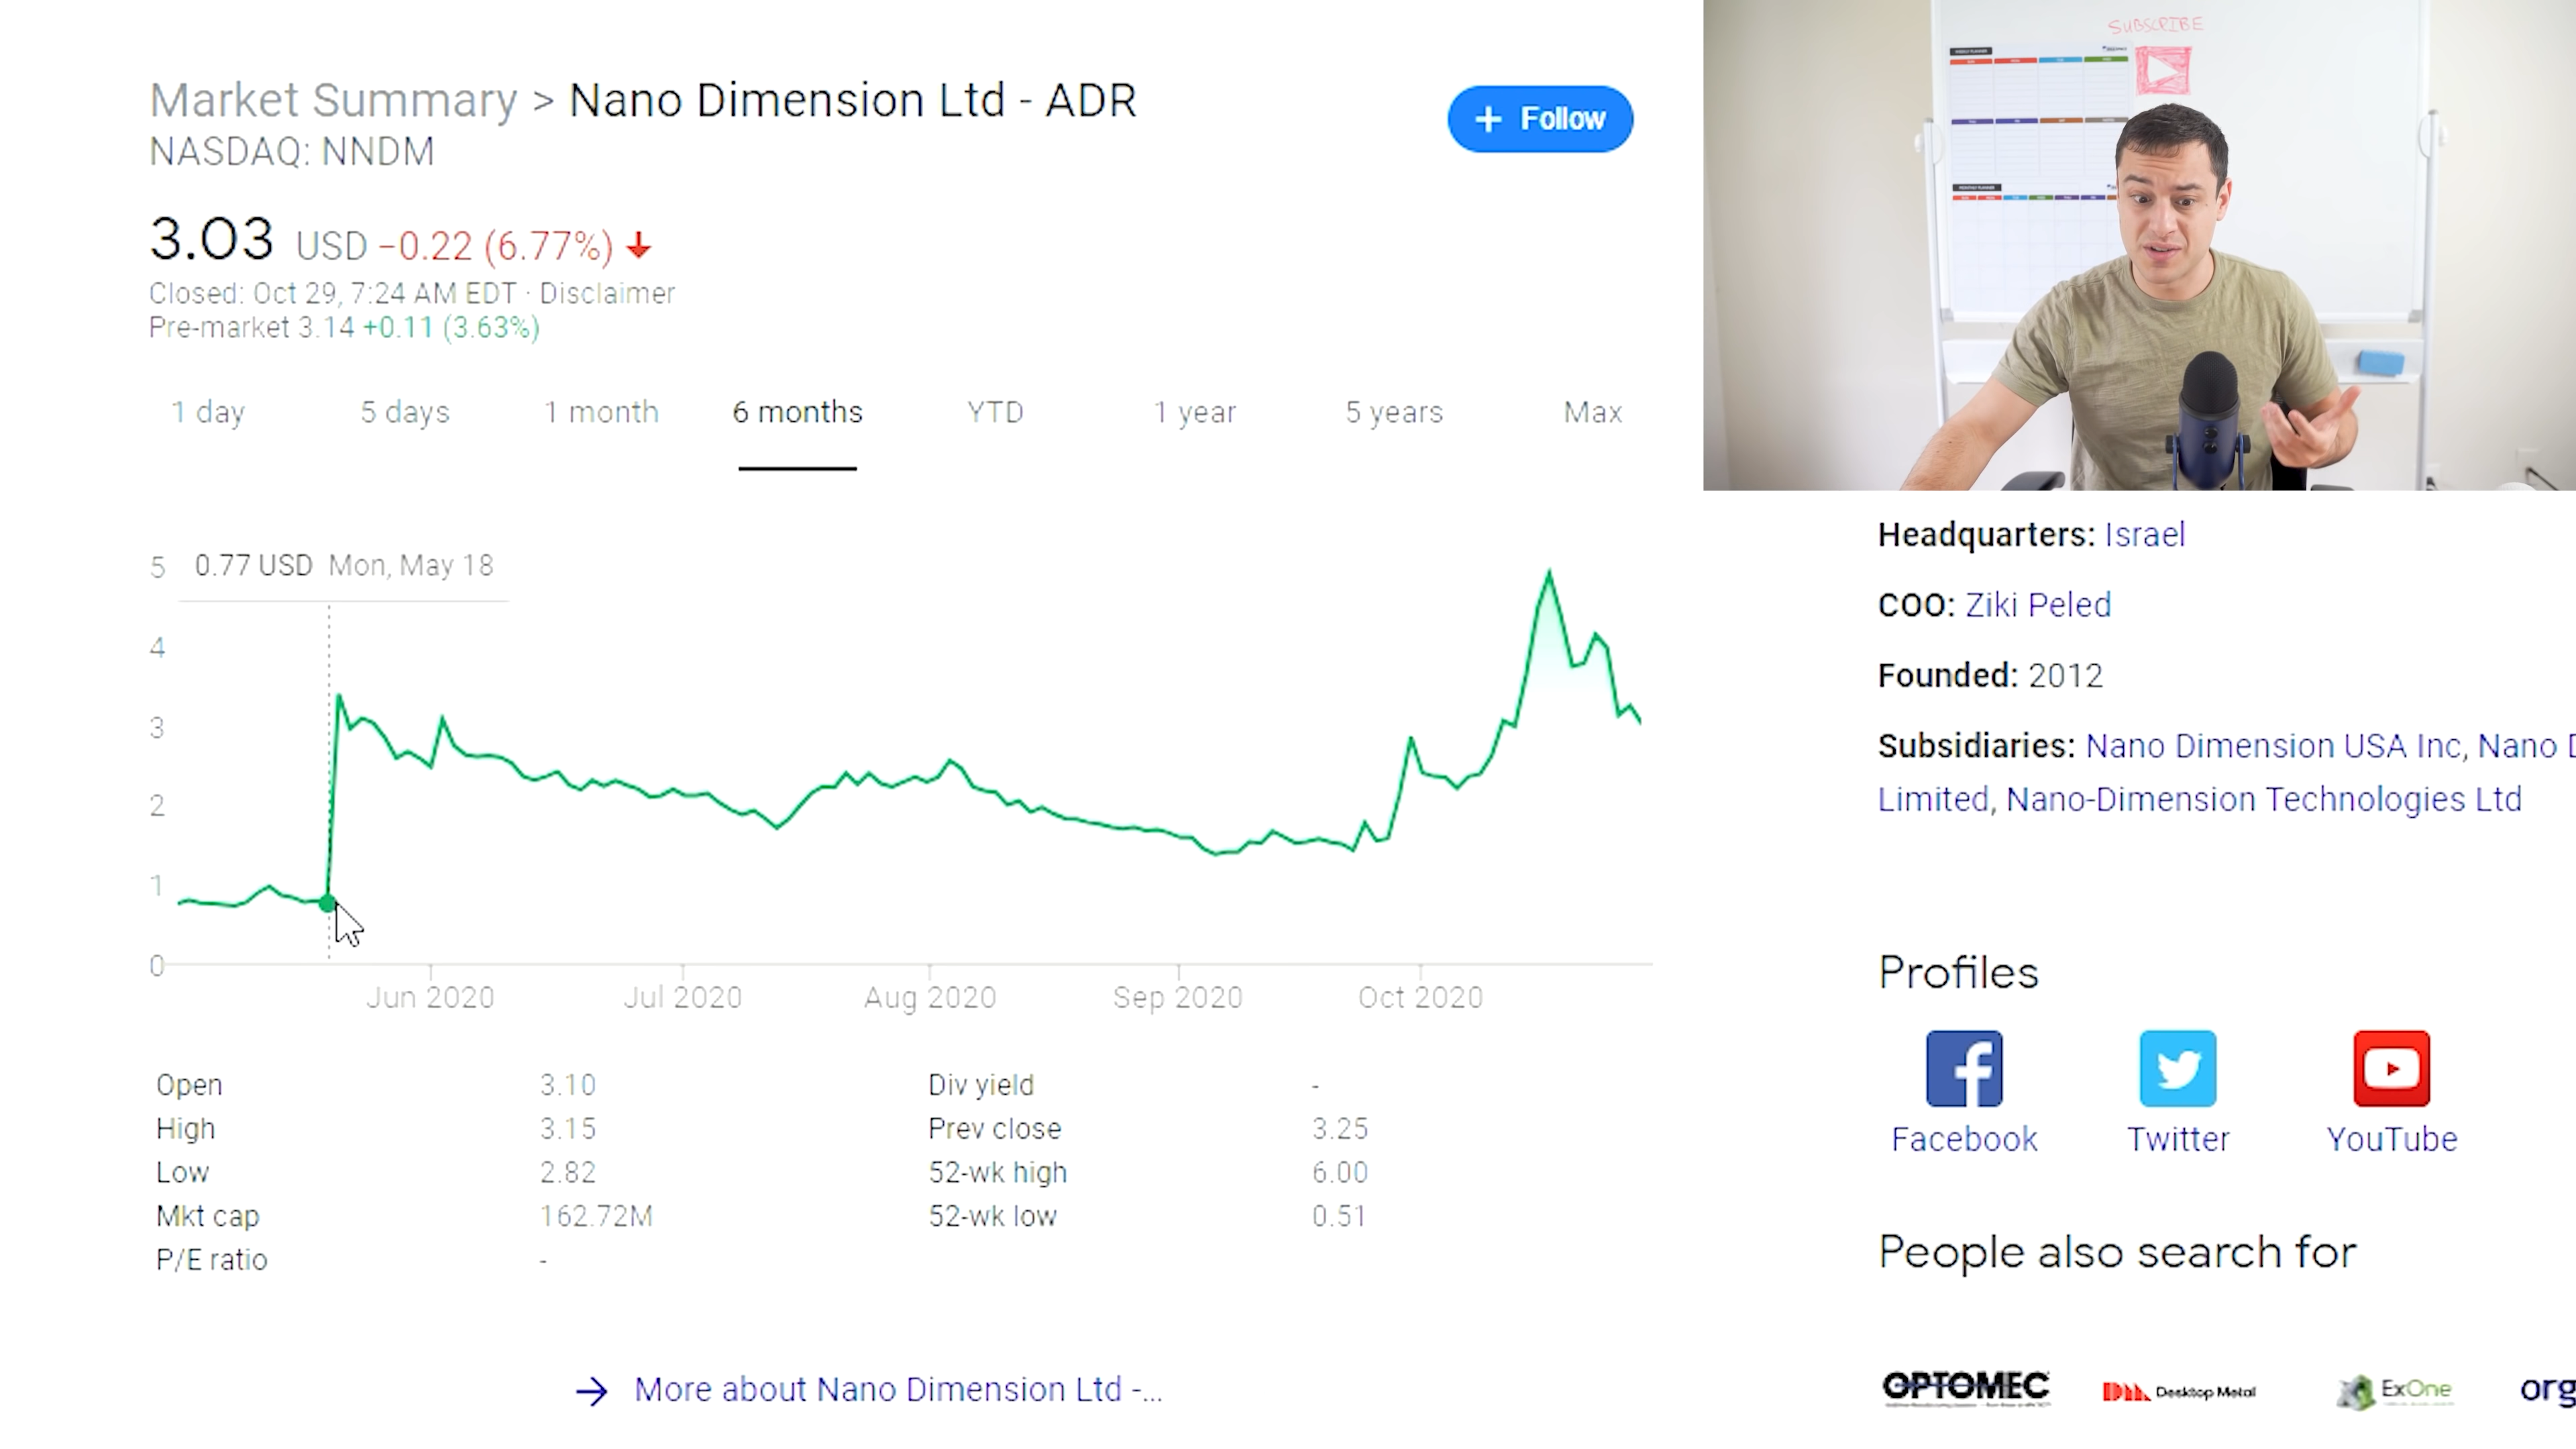 Market Summary > Nano Dimension Ltd - ADR
NASDAQ: NNDM
+ Follow
3.03 USD −0.22 (6.77%)
Closed: Oct 29, 7:24 AM EDT · Disclaimer
Pre-market 3.14 +0.11 (3.63%)
1 day 5 days 1 month 6 months YTD 1 year 5 years Max
0.77 USD Mon, May 18
5
4
3
2
1
0
Jun 2020 Jul 2020 Aug 2020 Sep 2020 Oct 2020
Open 3.10 Div yield -
High 3.15 Prev close 3.25
Low 2.82 52-wk high 6.00
Mkt cap 162.72M 52-wk low 0.51
P/E ratio -
More about Nano Dimension Ltd -...
SUBSCRIBE
Headquarters: Israel
COO: Ziki Peled
Founded: 2012
Subsidiaries: Nano Dimension USA Inc, Nano
Limited, Nano-Dimension Technologies Ltd
Profiles
Facebook Twitter YouTube
People also search for
OPTOMEC Desktop Metal ExOne org